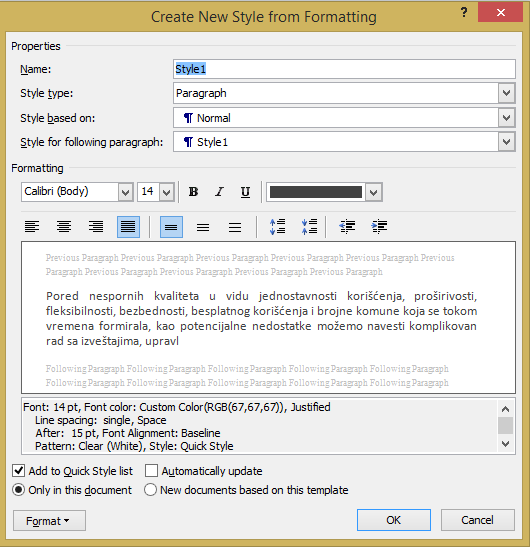 Create New Style from Formatting
?
x
Properties
Name: Style1
Style type: Paragraph
Style based on: ¶ Normal
Style for following paragraph: ¶ Style1
Formatting
Calibri (Body) 14 B I U
Previous Paragraph Previous Paragraph Previous Paragraph Previous Paragraph Previous Paragraph Previous
Paragraph Previous Paragraph Previous Paragraph Previous Paragraph Previous Paragraph
Pored nespornih kvaliteta u vidu jednostavnosti korišćenja, proširivosti,
fleksibilnosti, bezbednosti, besplatnog korišćenja i brojne komune koja se tokom
vremena formirala, kao potencijalne nedostatke možemo navesti komplikovan
rad sa izveštajima, upravl
Following Paragraph Following Paragraph Following Paragraph Following Paragraph Following Paragraph
Following Paragraph Following Paragraph Following Paragraph Following Paragraph Following Paragraph
Font: 14 pt, Font color: Custom Color(RGB(67,67,67)), Justified
Line spacing: single, Space
After: 15 pt, Font Alignment: Baseline
Pattern: Clear (White), Style: Quick Style
Add to Quick Style list Automatically update
Only in this document New documents based on this template
Format OK Cancel